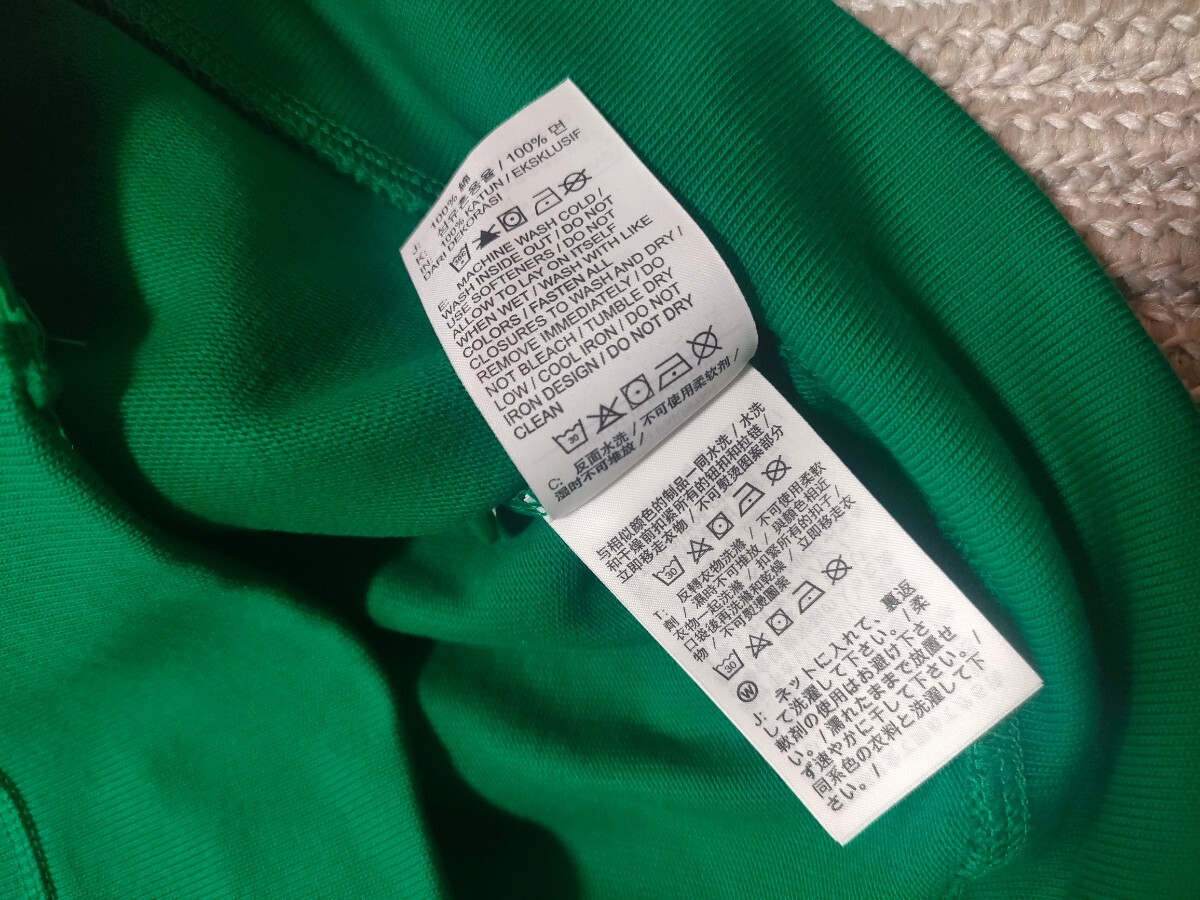 J: 100% 綿
K: 섬유혼용율 / 100% 면
IN: 100% KATUN / EKSKLUSIF
DARI DEKORASI
E: MACHINE WASH COLD /
WASH INSIDE OUT / DO NOT
USE SOFTENERS / DO NOT
ALLOW TO LAY ON ITSELF
WHEN WET / WASH WITH LIKE
COLORS / FASTEN ALL
CLOSURES TO WASH AND DRY /
REMOVE IMMEDIATELY / DO
NOT BLEACH / TUMBLE DRY
LOW / COOL IRON / DO NOT
IRON DESIGN / DO NOT DRY
CLEAN
30
C: 反面水洗 / 不可使用柔软剂 /
湿时不可堆放 /
与相似颜色的制品一同水洗 / 水洗
和干燥前扣紧所有的钮扣和拉链 /
立即移走衣物 / 不可熨烫图案部分
30
T: 反轉衣物洗滌 / 不可使用柔軟
劑 / 濕時不可堆放 / 與顏色相近
衣物一起洗滌 / 扣緊所有的扣子 /
口袋後再洗滌和乾燥 / 立即移走衣
物 / 不可熨燙圖案
30
W
J: ネットに入れて、裏返
して洗濯して下さい。/ 柔
軟剤の使用はお避け下さ
い。/ 濡れたままで放置せ
ず速やかに干して下さい。/
同系色の衣料と洗濯して下
さい。/